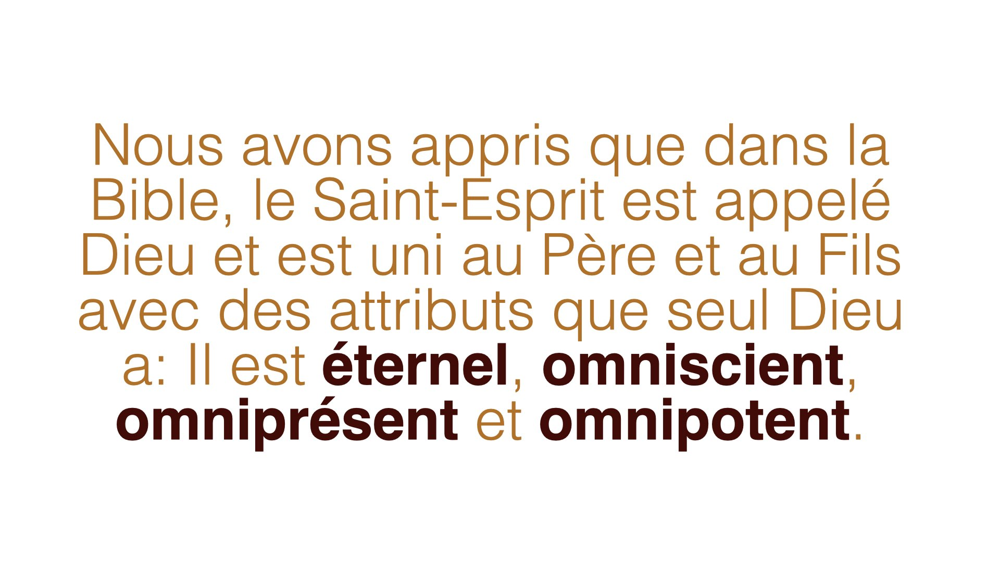 Nous avons appris que dans la
Bible, le Saint-Esprit est appelé
Dieu et est uni au Père et au Fils
avec des attributs que seul Dieu
a: Il est éternel, omniscient,
omniprésent et omnipotent.